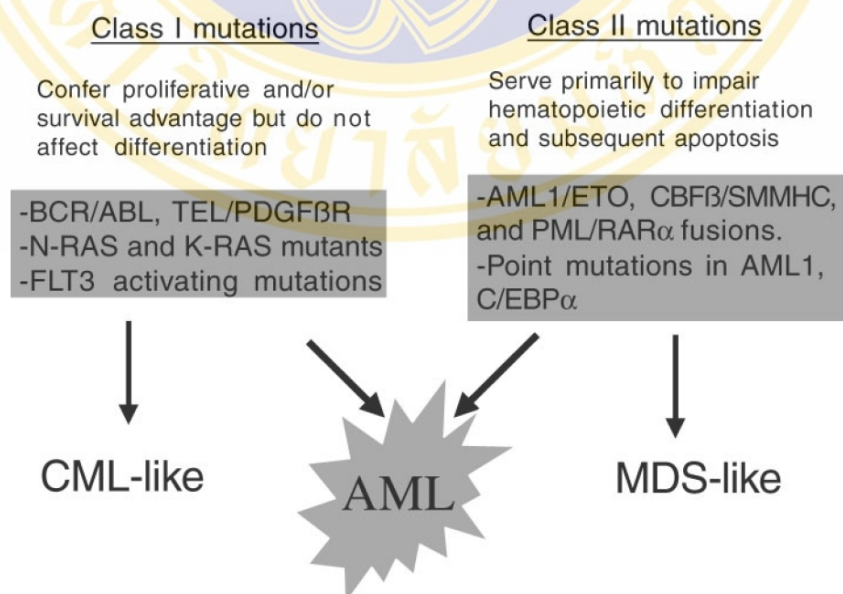 Class I mutations
Confer proliferative and/or
survival advantage but do not
affect differentiation
-BCR/ABL, TEL/PDGFβR
-N-RAS and K-RAS mutants
-FLT3 activating mutations
CML-like
Class II mutations
Serve primarily to impair
hematopoietic differentiation
and subsequent apoptosis
-AML1/ETO, CBFβ/SMMHC,
and PML/RARα fusions.
-Point mutations in AML1,
C/EBPα
AML
MDS-like